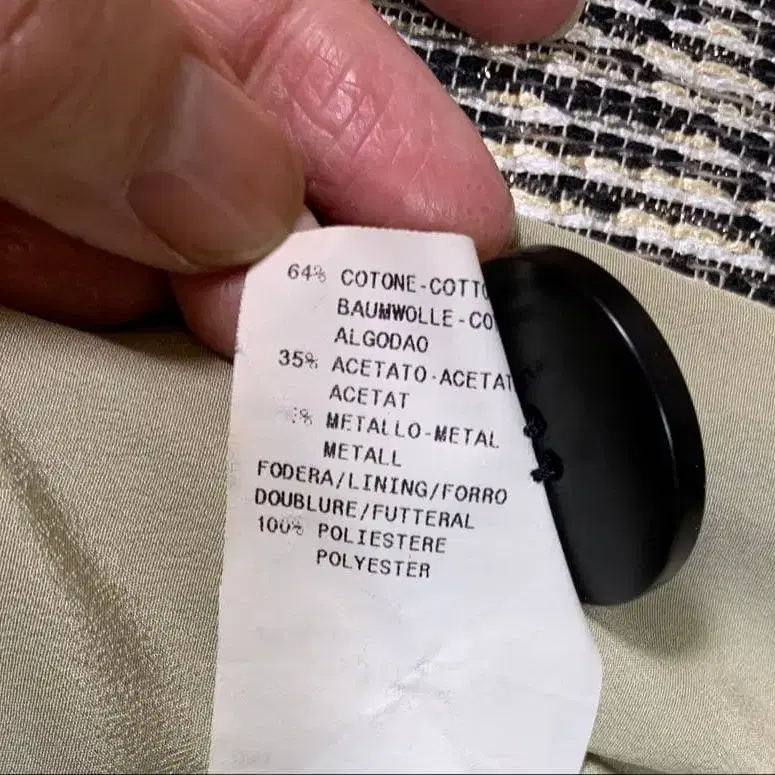 64% COTONE-COTTO
BAUMWOLLE-CO
ALGODAO
35% ACETATO-ACETAT
ACETAT
% METALLO-METAL
METALL
FODERA/LINING/FORRO
DOUBLURE/FUTTERAL
100% POLIESTERE
POLYESTER